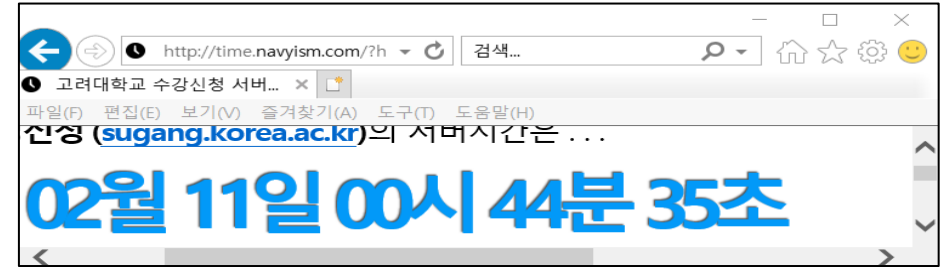 http://time.navyism.com/?h
검색...
고려대학교 수강신청 서버...
파일(F) 편집(E) 보기(V) 즐겨찾기(A) 도구(T) 도움말(H)
신청 (sugang.korea.ac.kr)의 서버시간은 . . .
02월 11일 00시 44분 35초